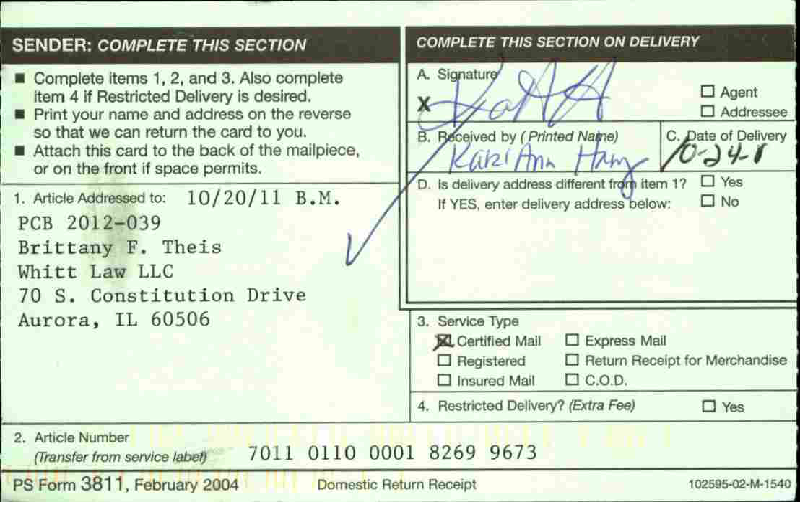 SENDER: COMPLETE THIS SECTION
■ Complete items 1, 2, and 3. Also complete
item 4 if Restricted Delivery is desired.
■ Print your name and address on the reverse
so that we can return the card to you.
■ Attach this card to the back of the mailpiece,
or on the front if space permits.
1. Article Addressed to: 10/20/11 B.M.
PCB 2012-039
Brittany F. Theis
Whitt Law LLC
70 S. Constitution Drive
Aurora, IL 60506
COMPLETE THIS SECTION ON DELIVERY
A. Signature
X
☐ Agent
☐ Addressee
B. Received by (Printed Name)
Kari Ann
C. Date of Delivery
10-24-1
D. Is delivery address different from item 1? ☐ Yes
If YES, enter delivery address below: ☐ No
3. Service Type
☒ Certified Mail ☐ Express Mail
☐ Registered ☐ Return Receipt for Merchandise
☐ Insured Mail ☐ C.O.D.
4. Restricted Delivery? (Extra Fee) ☐ Yes
2. Article Number
(Transfer from service label) 7011 0110 0001 8269 9673
PS Form 3811, February 2004 Domestic Return Receipt 102595-02-M-1540